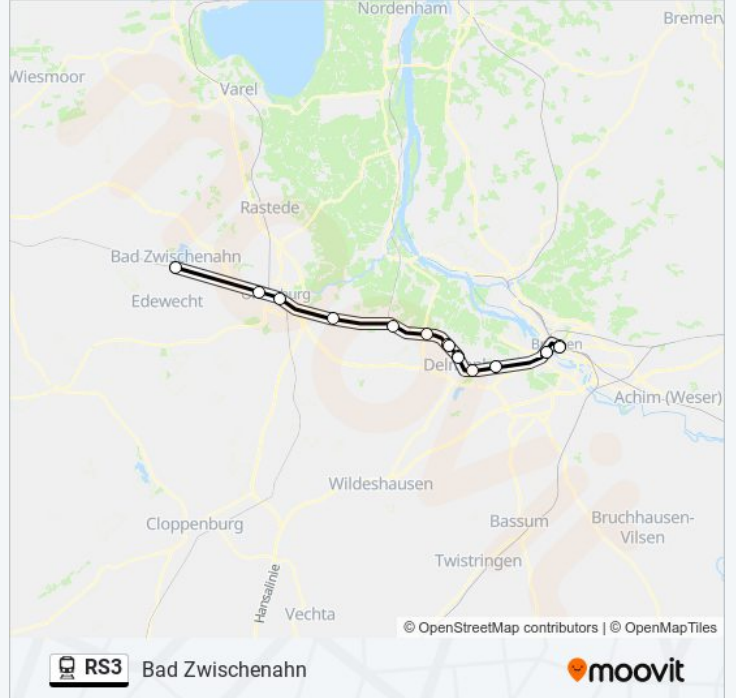 Nordenham
Bremerv
Wiesmoor
Varel
Rastede
Bad Zwischenahn
Edewecht
Achim (Weser)
Wildeshausen
Cloppenburg
Bassum
Bruchhausen-
Vilsen
Twistringen
Hansalinie
Vechta
© OpenStreetMap contributors | © OpenMapTiles
RS3
Bad Zwischenahn
moovit